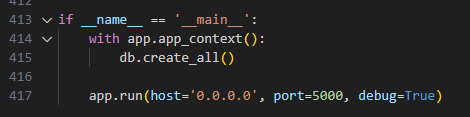 412
413 if __name__ == '__main__':
414     with app.app_context():
415         db.create_all()
416
417     app.run(host='0.0.0.0', port=5000, debug=True)